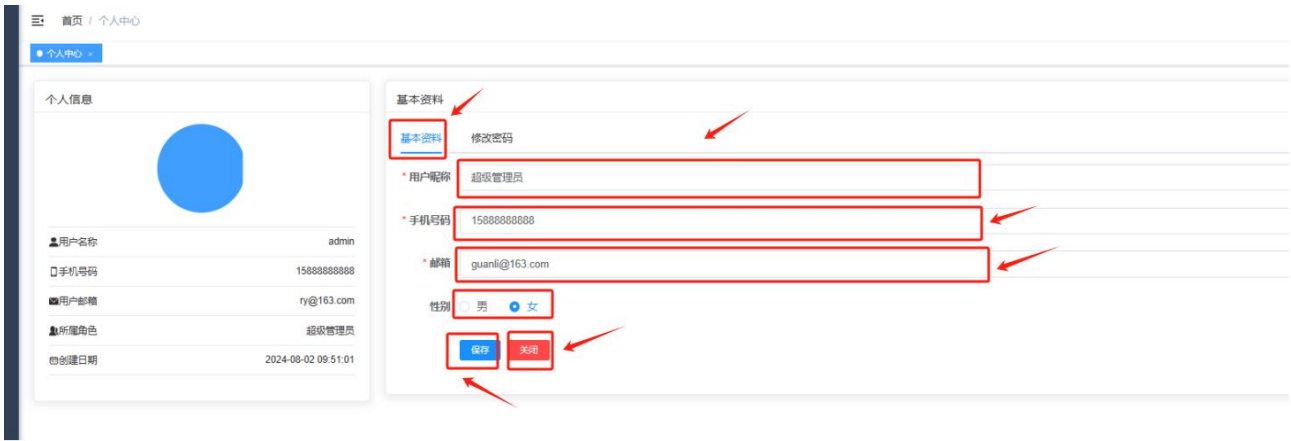 首页 / 个人中心
个人中心 ×
个人信息
用户名称 admin
手机号码 15888888888
用户邮箱 ry@163.com
所属角色 超级管理员
创建日期 2024-08-02 09:51:01
基本资料
基本资料 修改密码
* 用户昵称 超级管理员
* 手机号码 15888888888
* 邮箱 guanli@163.com
性别 男 女
保存 关闭